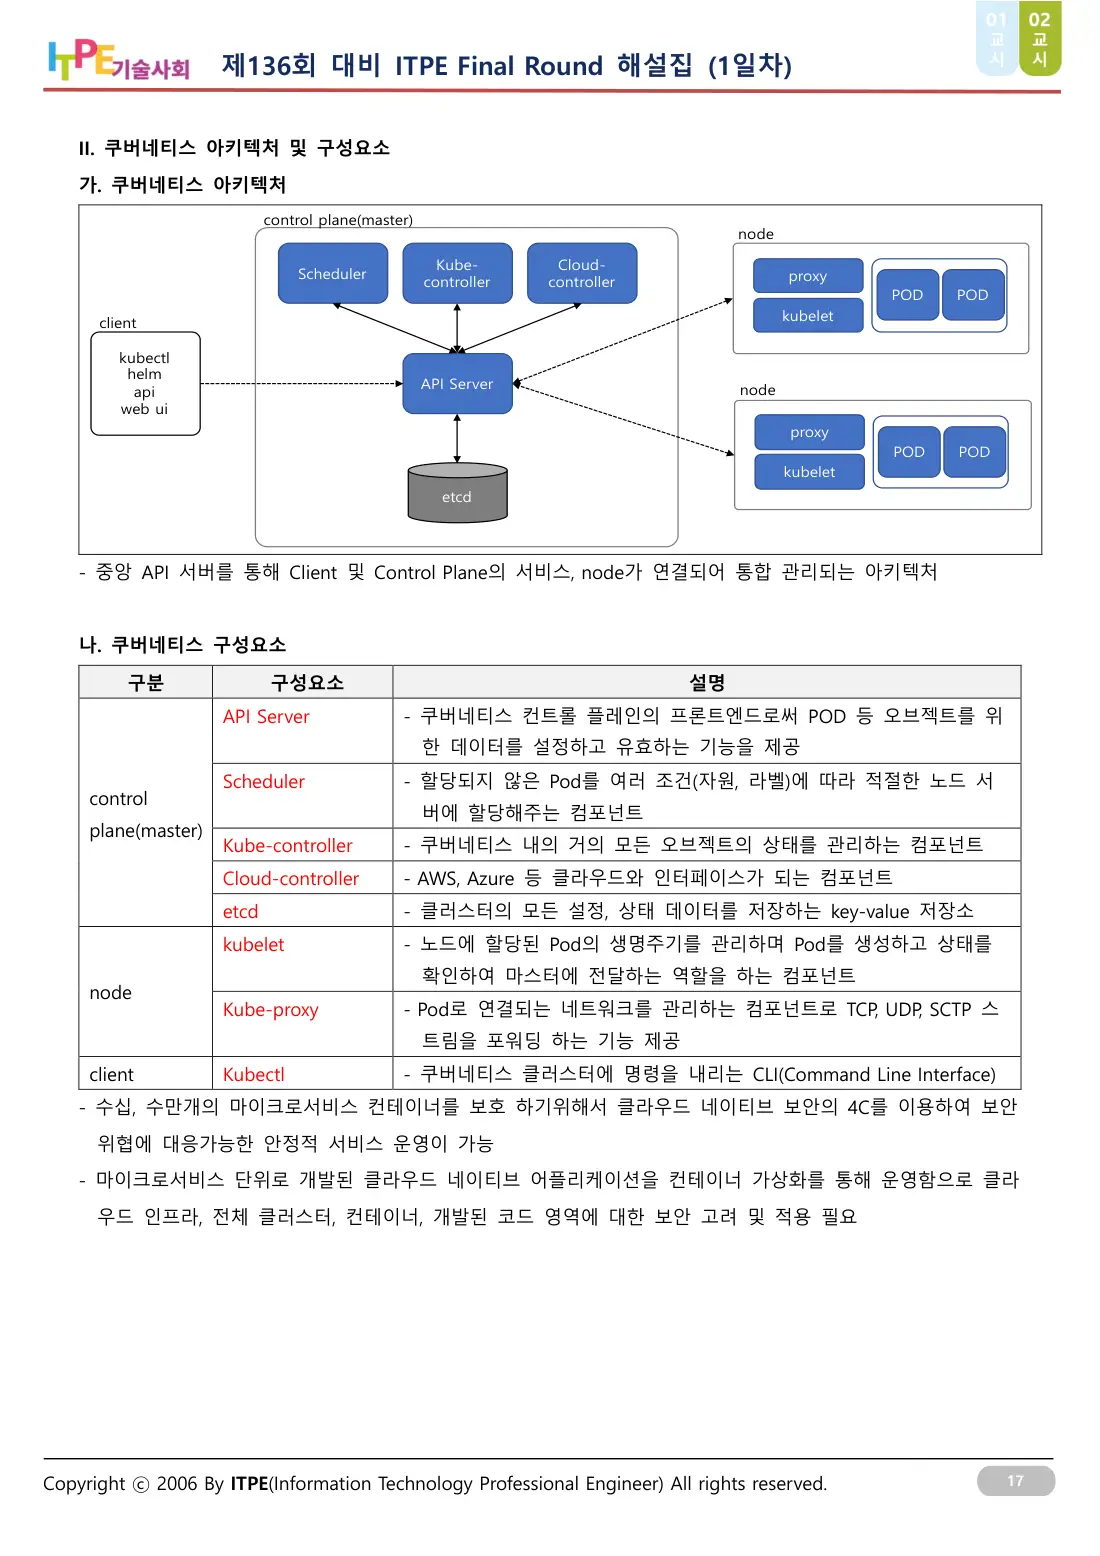 ITPE기술사회 제136회 대비 ITPE Final Round 해설집 (1일차)
01 교시
02 교시
II. 쿠버네티스 아키텍처 및 구성요소
가. 쿠버네티스 아키텍처
control plane(master)
Scheduler
Kube-
controller
Cloud-
controller
client
kubectl
helm
api
web ui
API Server
etcd
node
proxy
kubelet
POD
POD
node
proxy
kubelet
POD
POD
- 중앙 API 서버를 통해 Client 및 Control Plane의 서비스, node가 연결되어 통합 관리되는 아키텍처
나. 쿠버네티스 구성요소
구분 구성요소 설명
control
plane(master)
API Server
- 쿠버네티스 컨트롤 플레인의 프론트엔드로써 POD 등 오브젝트를 위
한 데이터를 설정하고 유효하는 기능을 제공
Scheduler
- 할당되지 않은 Pod를 여러 조건(자원, 라벨)에 따라 적절한 노드 서
버에 할당해주는 컴포넌트
Kube-controller
- 쿠버네티스 내의 거의 모든 오브젝트의 상태를 관리하는 컴포넌트
Cloud-controller
- AWS, Azure 등 클라우드와 인터페이스가 되는 컴포넌트
etcd
- 클러스터의 모든 설정, 상태 데이터를 저장하는 key-value 저장소
node
kubelet
- 노드에 할당된 Pod의 생명주기를 관리하며 Pod를 생성하고 상태를
확인하여 마스터에 전달하는 역할을 하는 컴포넌트
Kube-proxy
- Pod로 연결되는 네트워크를 관리하는 컴포넌트로 TCP, UDP, SCTP 스
트림을 포워딩 하는 기능 제공
client
Kubectl
- 쿠버네티스 클러스터에 명령을 내리는 CLI(Command Line Interface)
- 수십, 수만개의 마이크로서비스 컨테이너를 보호 하기위해서 클라우드 네이티브 보안의 4C를 이용하여 보안
위협에 대응가능한 안정적 서비스 운영이 가능
- 마이크로서비스 단위로 개발된 클라우드 네이티브 어플리케이션을 컨테이너 가상화를 통해 운영함으로 클라
우드 인프라, 전체 클러스터, 컨테이너, 개발된 코드 영역에 대한 보안 고려 및 적용 필요
Copyright ⓒ 2006 By ITPE(Information Technology Professional Engineer) All rights reserved.
17